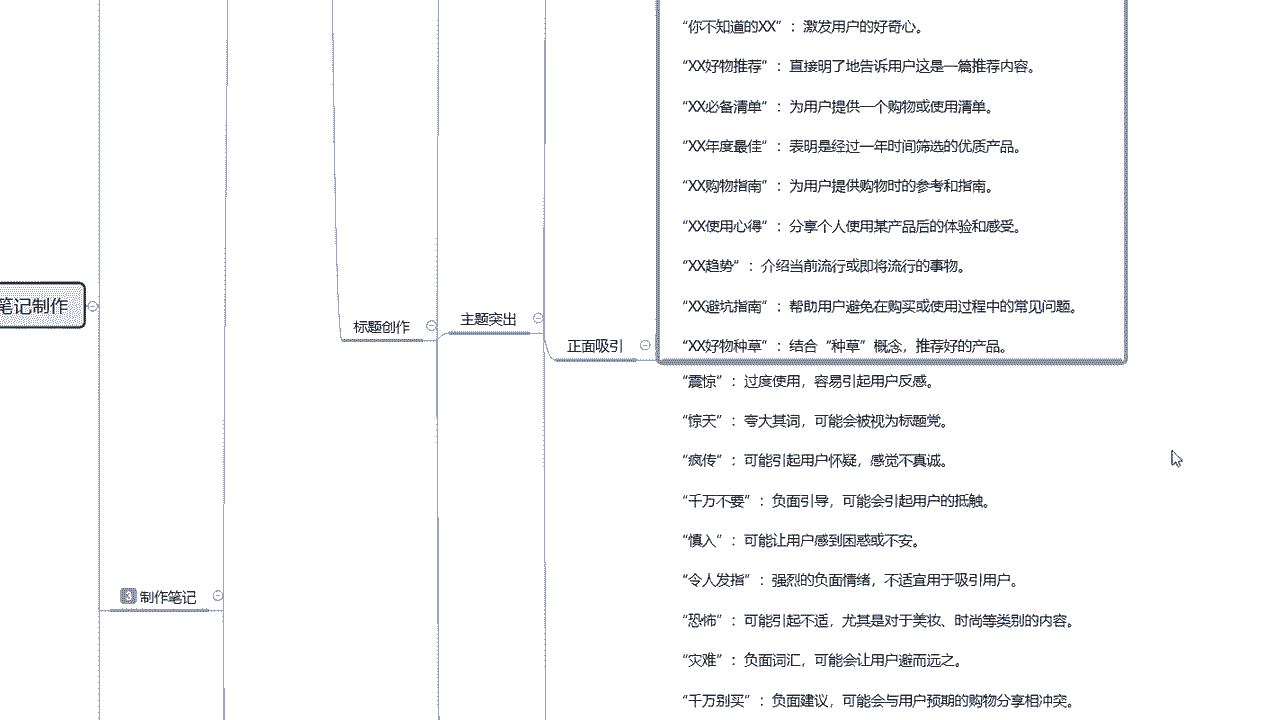 “你不知道的XX”：激发用户的好奇心。
“XX好物推荐”：直接明了地告诉用户这是一篇推荐内容。
“XX必备清单”：为用户提供一个购物或使用清单。
“XX年度最佳”：表明是经过一年时间筛选的优质产品。
“XX购物指南”：为用户提供购物时的参考和指南。
“XX使用心得”：分享个人使用某产品后的体验和感受。
“XX趋势”：介绍当前流行或即将流行的事物。
“XX避坑指南”：帮助用户避免在购买或使用过程中的常见问题。
“XX好物种草”：结合“种草”概念，推荐好的产品。
笔记制作
标题创作
主题突出
正面吸引
“震惊”：过度使用，容易引起用户反感。
“惊天”：夸大其词，可能会被视为标题党。
“疯传”：可能引起用户怀疑，感觉不真诚。
“千万不要”：负面引导，可能会引起用户的抵触。
“慎入”：可能让用户感到困惑或不安。
“令人发指”：强烈的负面情绪，不适宜用于吸引用户。
3 制作笔记
“恐怖”：可能引起不适，尤其是对于美妆、时尚等类别的内容。
“灾难”：负面词汇，可能会让用户避而远之。
“千万别买”：负面建议，可能会与用户预期的购物分享相冲突。